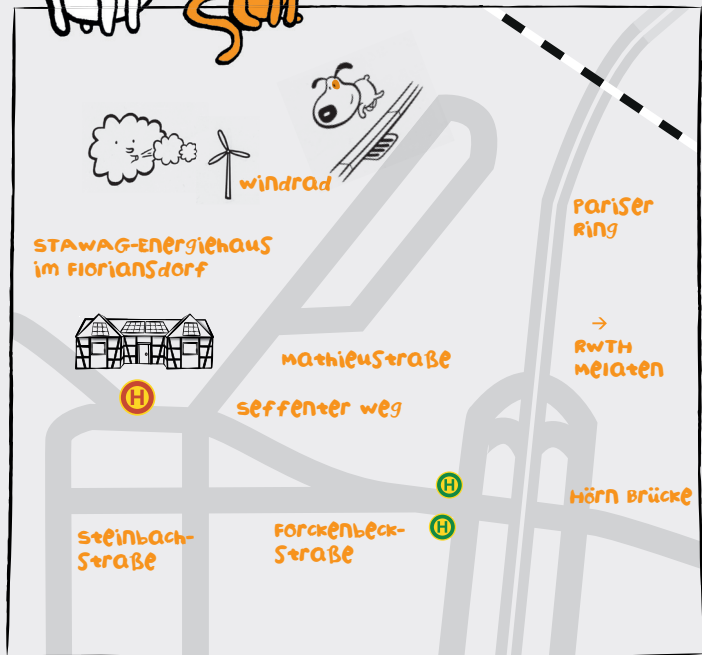 windrad
STAWAG-Energiehaus
im Floriansdorf
Pariser
Ring
→
RWTH
Melaten
Mathieustraße
Seffenter Weg
H
H
H
Hörn Brücke
Steinbach-
Straße
Forckenbeck-
Straße